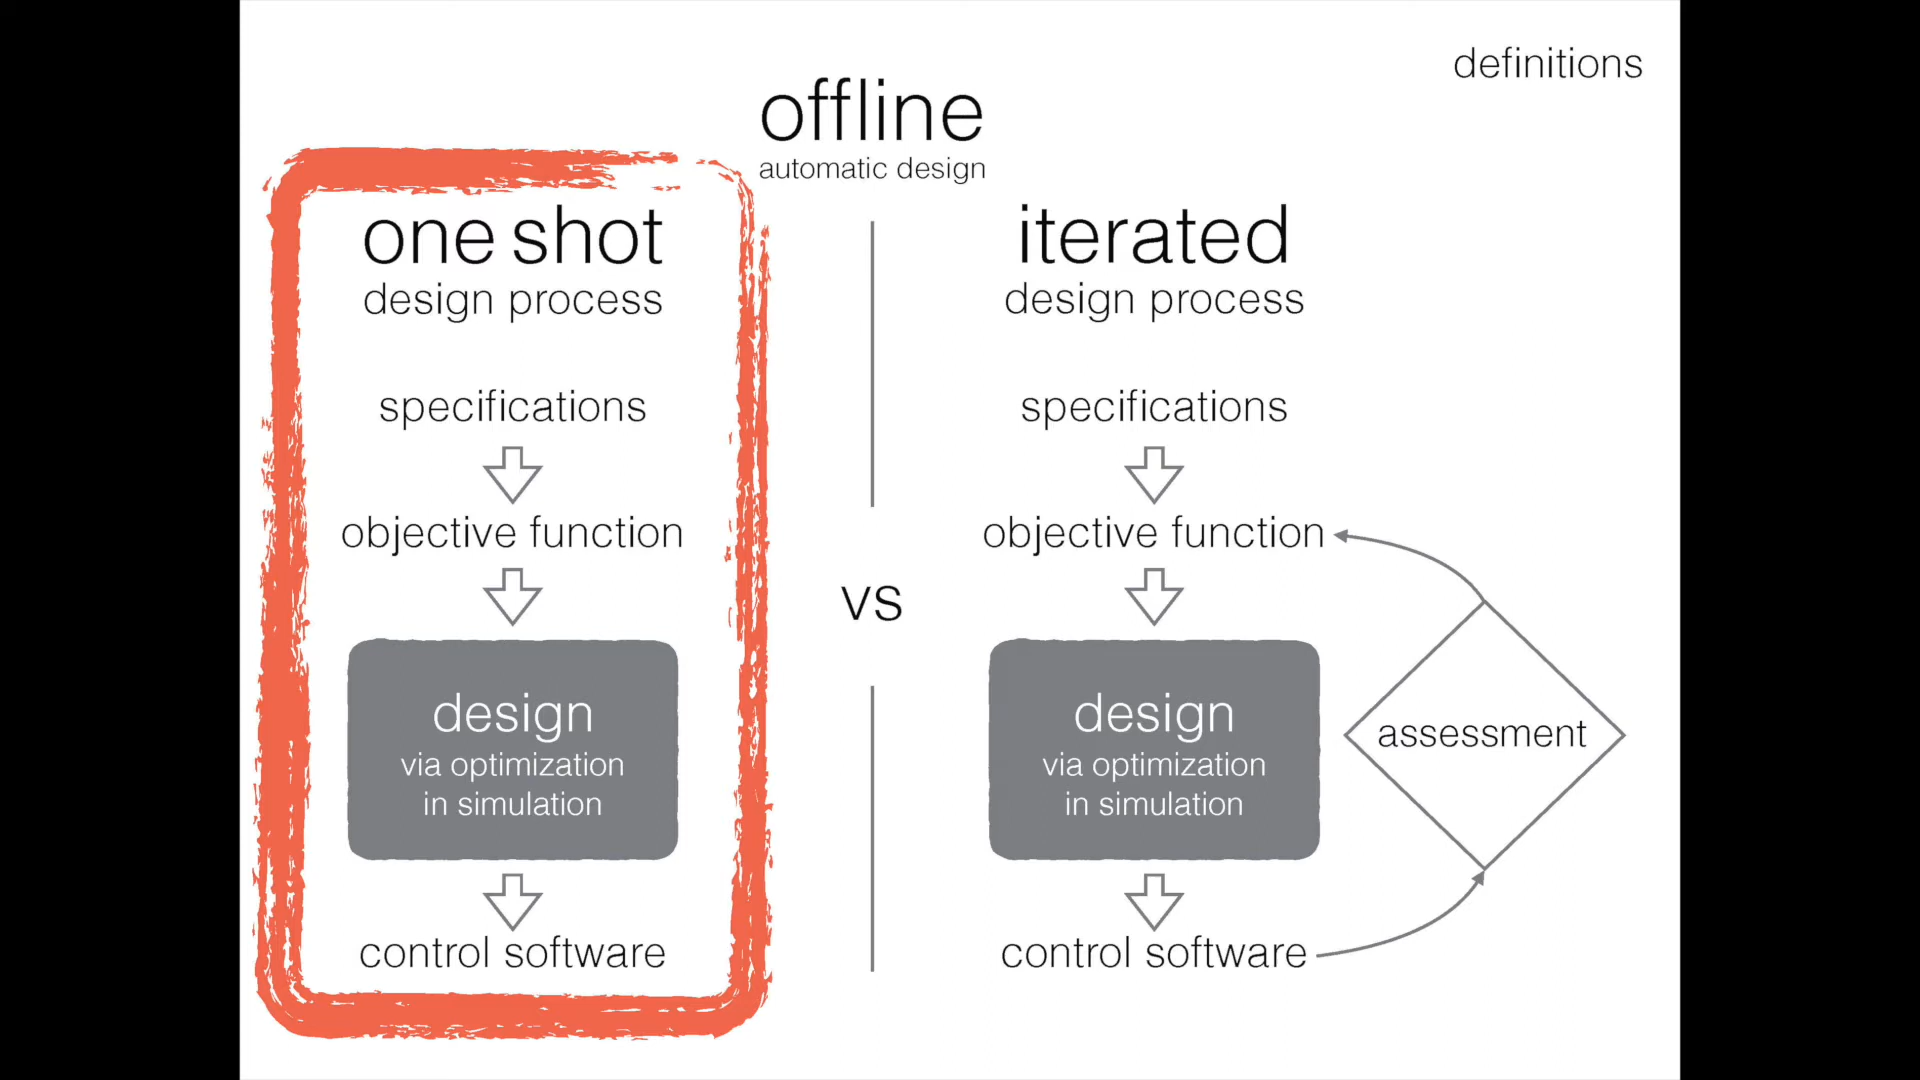 definitions
offline
automatic design
one shot
design process
specifications
objective function
design
via optimization
in simulation
control software
vs
iterated
design process
specifications
objective function
design
via optimization
in simulation
control software
assessment